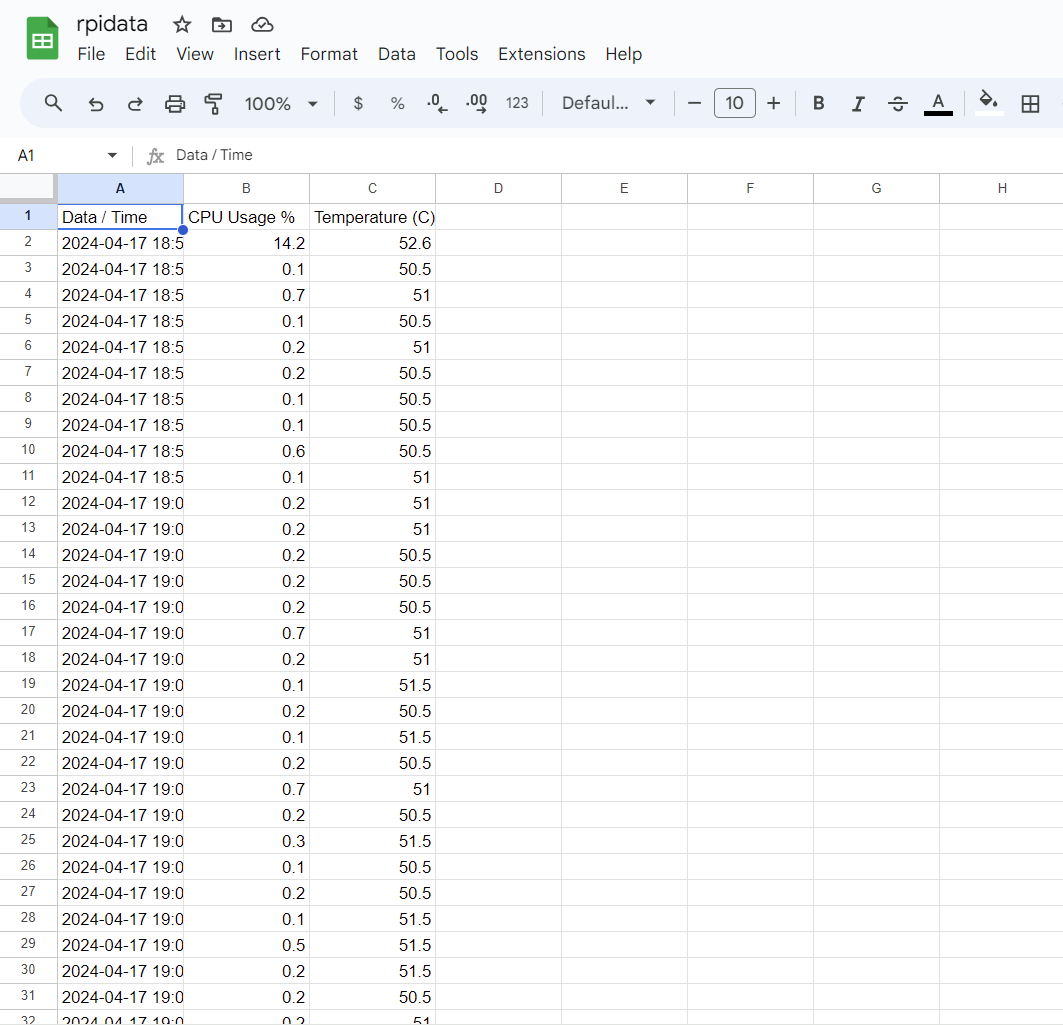 rpidata
File Edit View Insert Format Data Tools Extensions Help
100% $ % .0 .00 123 Defaul... 10 B I A
A1 fx Data / Time
A B C D E F G H
1 Data / Time CPU Usage % Temperature (C)
2 2024-04-17 18:5 14.2 52.6
3 2024-04-17 18:5 0.1 50.5
4 2024-04-17 18:5 0.7 51
5 2024-04-17 18:5 0.1 50.5
6 2024-04-17 18:5 0.2 51
7 2024-04-17 18:5 0.2 50.5
8 2024-04-17 18:5 0.1 50.5
9 2024-04-17 18:5 0.1 50.5
10 2024-04-17 18:5 0.6 50.5
11 2024-04-17 18:5 0.1 51
12 2024-04-17 19:0 0.2 51
13 2024-04-17 19:0 0.2 51
14 2024-04-17 19:0 0.2 50.5
15 2024-04-17 19:0 0.2 50.5
16 2024-04-17 19:0 0.2 50.5
17 2024-04-17 19:0 0.7 51
18 2024-04-17 19:0 0.2 51
19 2024-04-17 19:0 0.1 51.5
20 2024-04-17 19:0 0.2 50.5
21 2024-04-17 19:0 0.1 51.5
22 2024-04-17 19:0 0.2 50.5
23 2024-04-17 19:0 0.7 51
24 2024-04-17 19:0 0.2 50.5
25 2024-04-17 19:0 0.3 51.5
26 2024-04-17 19:0 0.1 50.5
27 2024-04-17 19:0 0.2 50.5
28 2024-04-17 19:0 0.1 51.5
29 2024-04-17 19:0 0.5 51.5
30 2024-04-17 19:0 0.2 51.5
31 2024-04-17 19:0 0.2 50.5
32 2024-04-17 19:0 0.2 51